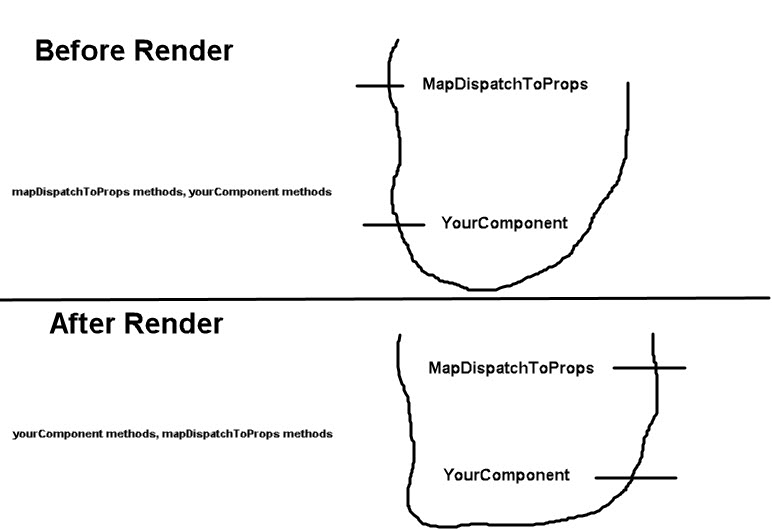 Before Render
MapDispatchToProps
mapDispatchToProps methods, yourComponent methods
YourComponent
After Render
MapDispatchToProps
yourComponent methods, mapDispatchToProps methods
YourComponent